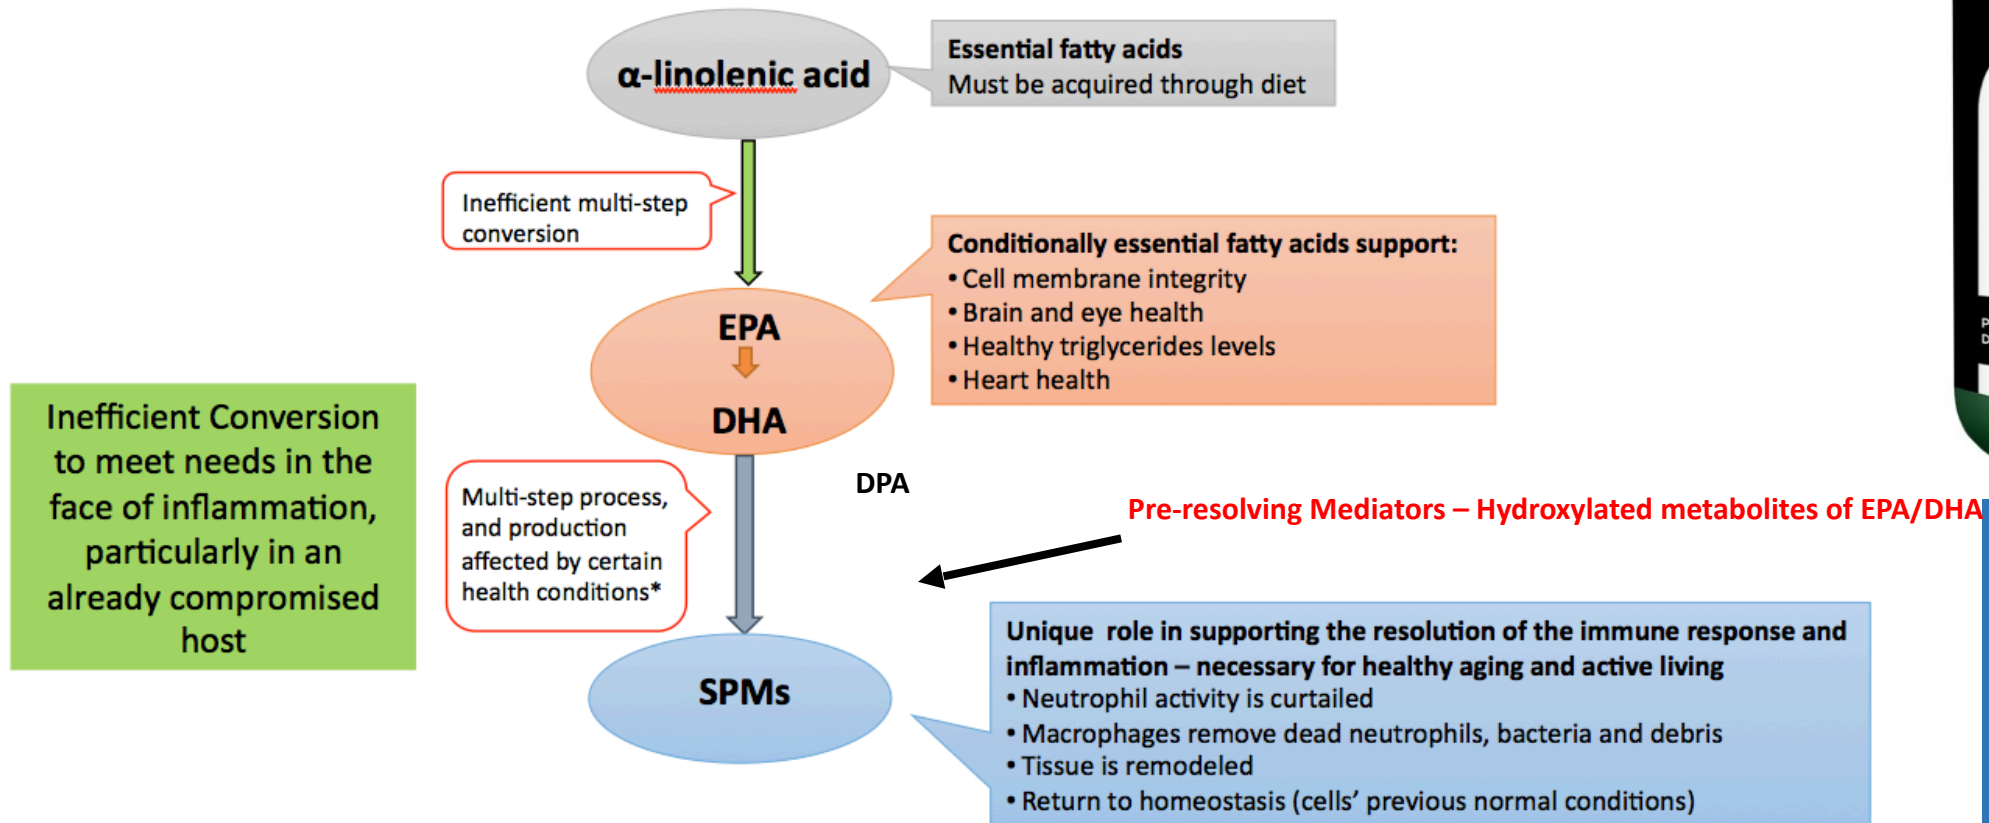 α-linolenic acid
Essential fatty acids
Must be acquired through diet
Inefficient multi-step
conversion
Conditionally essential fatty acids support:
• Cell membrane integrity
• Brain and eye health
• Healthy triglycerides levels
• Heart health
EPA
DHA
Inefficient Conversion
to meet needs in the
face of inflammation,
particularly in an
already compromised
host
Multi-step process,
and production
affected by certain
health conditions*
DPA
Pre-resolving Mediators – Hydroxylated metabolites of EPA/DHA
SPMs
Unique  role in supporting the resolution of the immune response and
inflammation – necessary for healthy aging and active living
• Neutrophil activity is curtailed
• Macrophages remove dead neutrophils, bacteria and debris
• Tissue is remodeled
• Return to homeostasis (cells’ previous normal conditions)
P
D